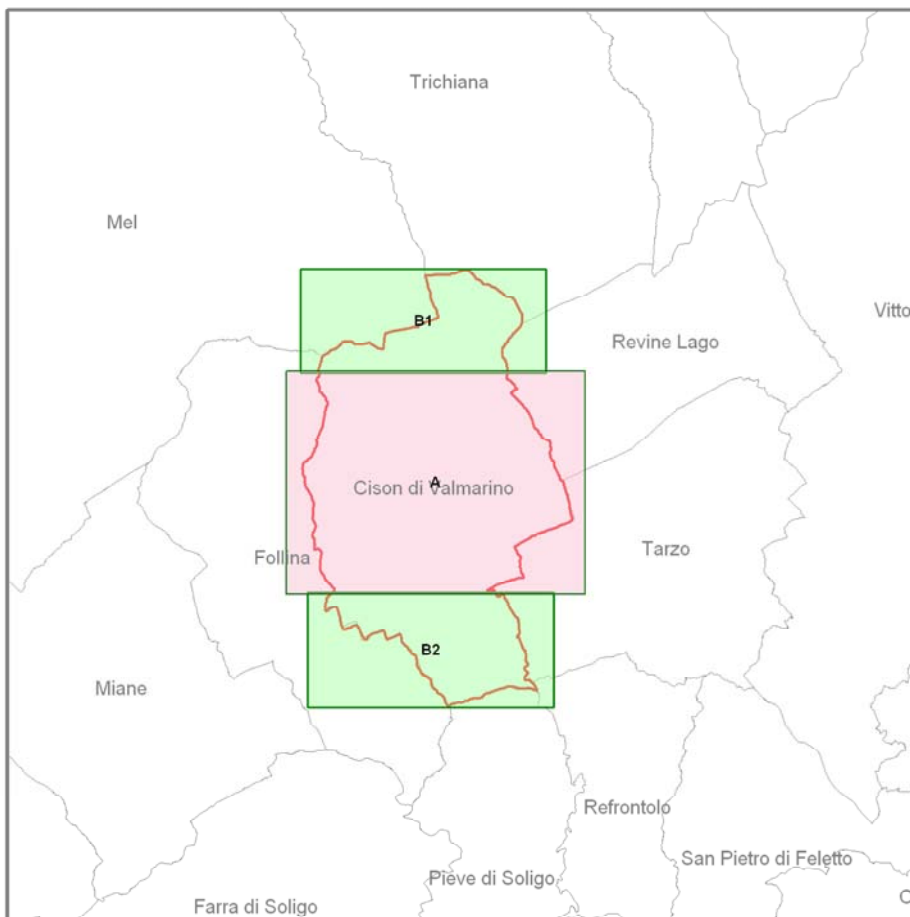 Trichiana
Mel
Vitto
B1
Revine Lago
A
Cison di Valmarino
Tarzo
Follina
B2
Miane
Refrontolo
San Pietro di Feletto
Pieve di Soligo
Farra di Soligo